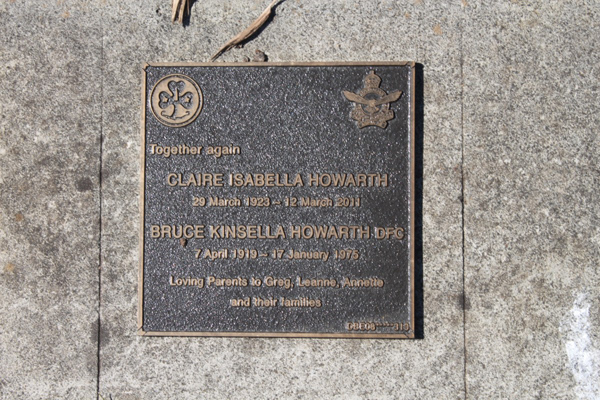 Together again
CLAIRE ISABELLA HOWARTH
29 March 1923 – 12 March 2011
BRUCE KINSELLA HOWARTH DFC
7 April 1919 – 17 January 1975
Loving Parents to Greg, Leanne, Annette
and their families